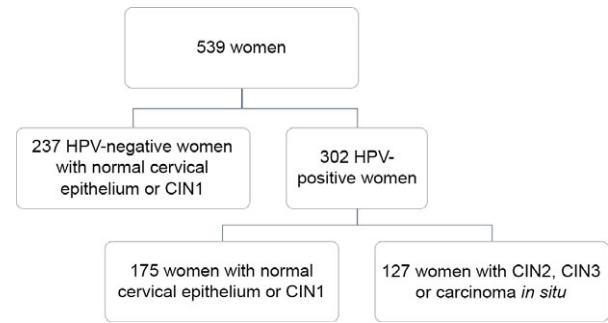 539 women
237 HPV-negative women
with normal cervical
epithelium or CIN1
302 HPV-
positive women
175 women with normal
cervical epithelium or CIN1
127 women with CIN2, CIN3
or carcinoma in situ